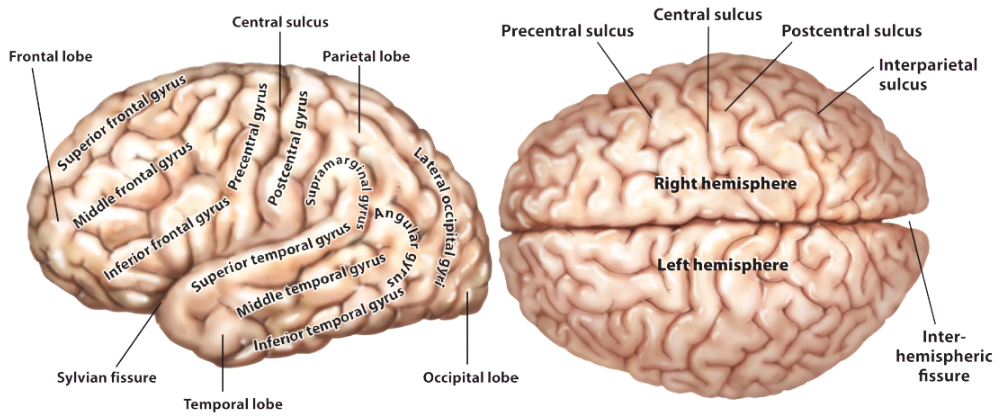 Central sulcus
Frontal lobe
Parietal lobe
Superior frontal gyrus
Middle frontal gyrus
Inferior frontal gyrus
Precentral gyrus
Postcentral gyrus
Supramarginal gyrus
Angular gyrus
Lateral occipital gyri
Superior temporal gyrus
Middle temporal gyrus
Inferior temporal gyrus
Sylvian fissure
Temporal lobe
Occipital lobe
Central sulcus
Precentral sulcus
Postcentral sulcus
Interparietal
sulcus
Right hemisphere
Left hemisphere
Inter-
hemispheric
fissure